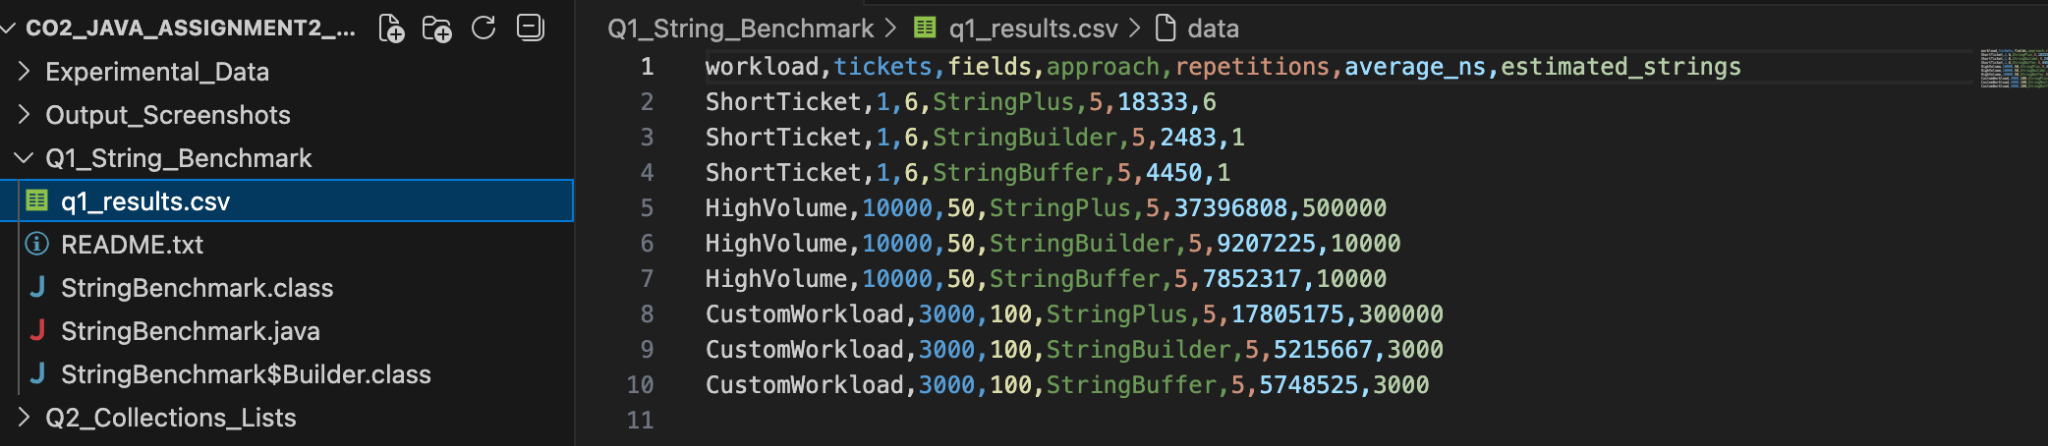 CO2_JAVA_ASSIGNMENT2_...
Experimental_Data
Output_Screenshots
Q1_String_Benchmark
q1_results.csv
README.txt
StringBenchmark.class
StringBenchmark.java
StringBenchmark$Builder.class
Q2_Collections_Lists
Q1_String_Benchmark > q1_results.csv > data
1 workload,tickets,fields,approach,repetitions,average_ns,estimated_strings
2 ShortTicket,1,6,StringPlus,5,18333,6
3 ShortTicket,1,6,StringBuilder,5,2483,1
4 ShortTicket,1,6,StringBuffer,5,4450,1
5 HighVolume,10000,50,StringPlus,5,37396808,500000
6 HighVolume,10000,50,StringBuilder,5,9207225,10000
7 HighVolume,10000,50,StringBuffer,5,7852317,10000
8 CustomWorkload,3000,100,StringPlus,5,17805175,300000
9 CustomWorkload,3000,100,StringBuilder,5,5215667,3000
10 CustomWorkload,3000,100,StringBuffer,5,5748525,3000
11